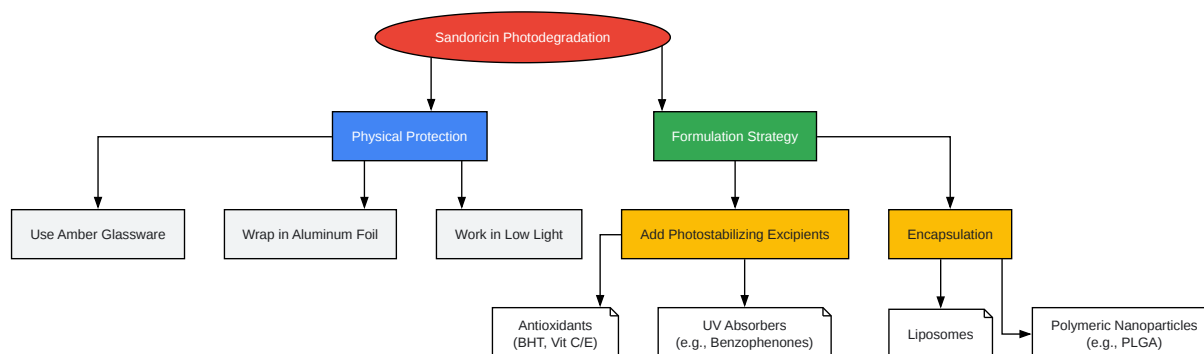 Sandoricin Photodegradation
Physical Protection
Formulation Strategy
Use Amber Glassware
Wrap in Aluminum Foil
Work in Low Light
Add Photostabilizing Excipients
Encapsulation
Antioxidants
(BHT, Vit C/E)
UV Absorbers
(e.g., Benzophenones)
Liposomes
Polymeric Nanoparticles
(e.g., PLGA)